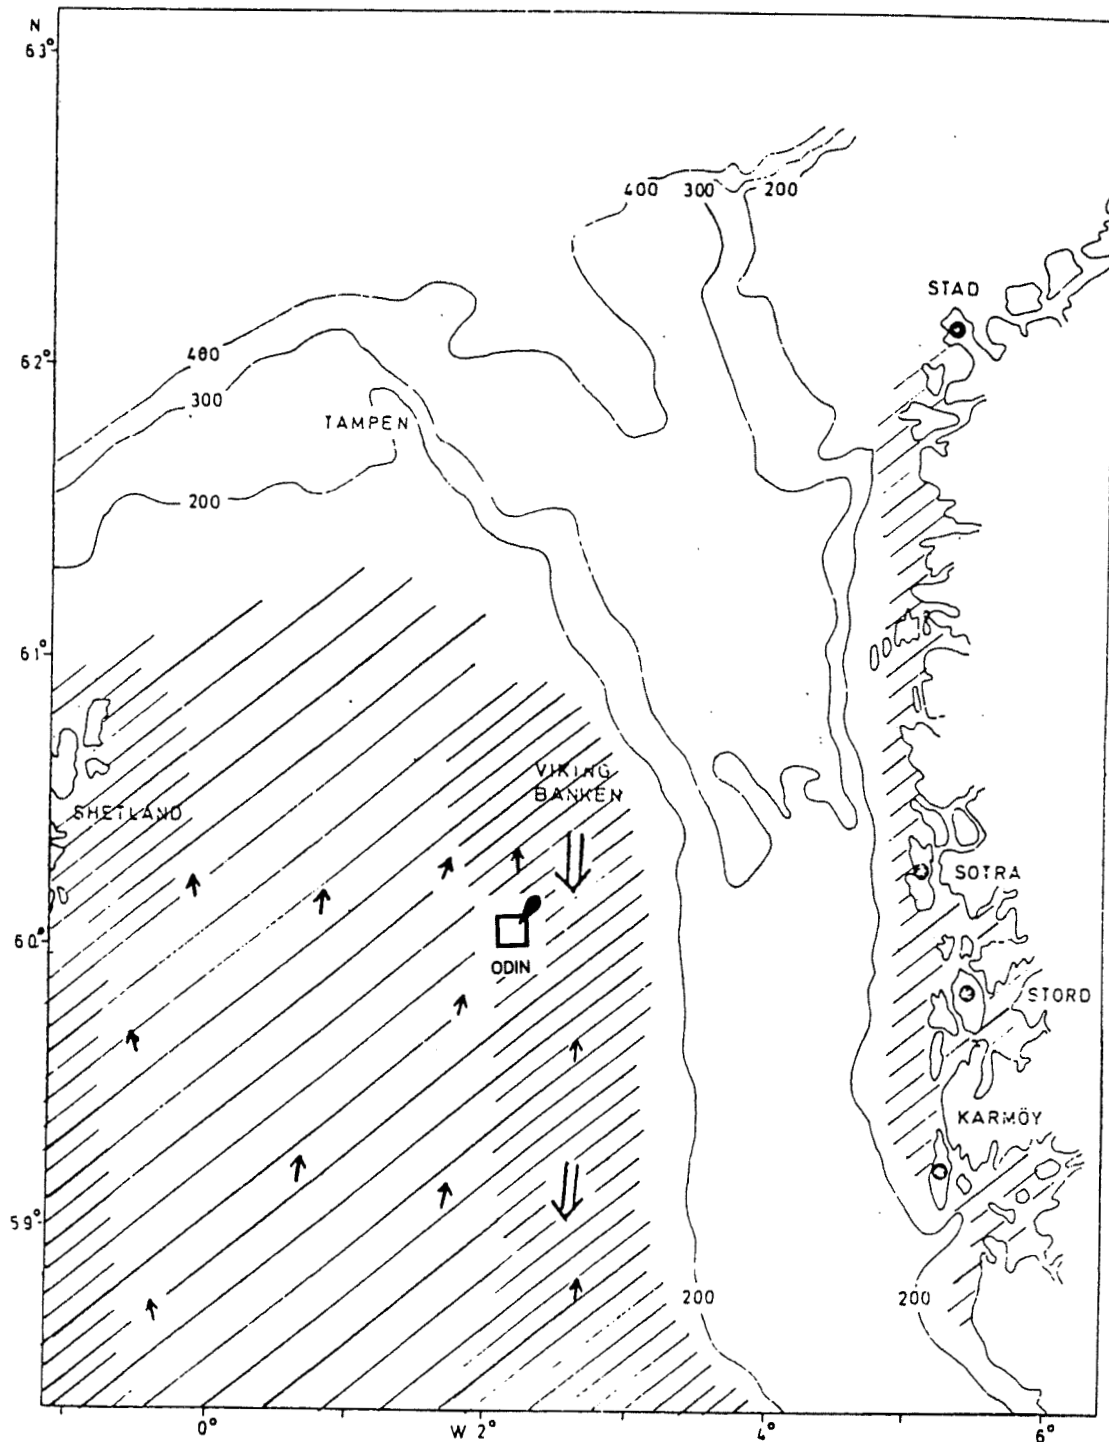 N
63°
400 300 200
STAD
400
62°
300
TAMPEN
200
61°
VIKING
BANKEN
SHETLAND
SOTRA
60°
ODIN
STORD
KARMÖY
59°
200
200
0°
W 2°
4°
6°